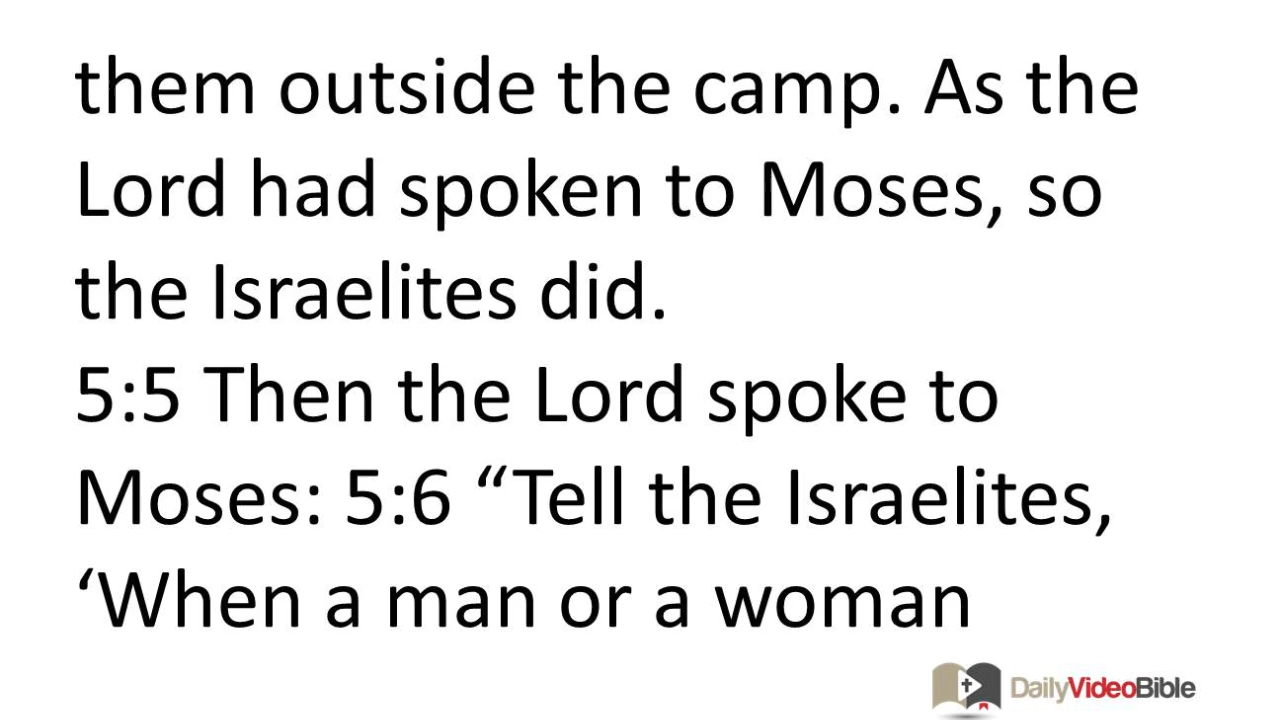 them outside the camp. As the
Lord had spoken to Moses, so
the Israelites did.
5:5 Then the Lord spoke to
Moses: 5:6 “Tell the Israelites,
‘When a man or a woman
DailyVideoBible